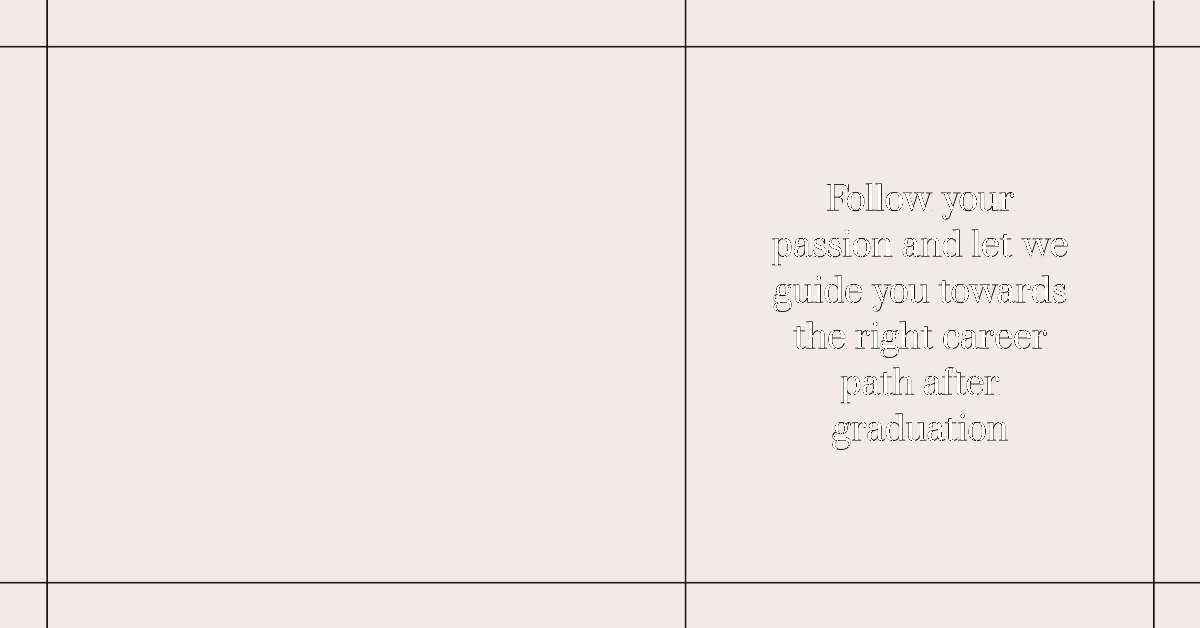 Follow your
passion and let we
guide you towards
the right career
path after
graduation